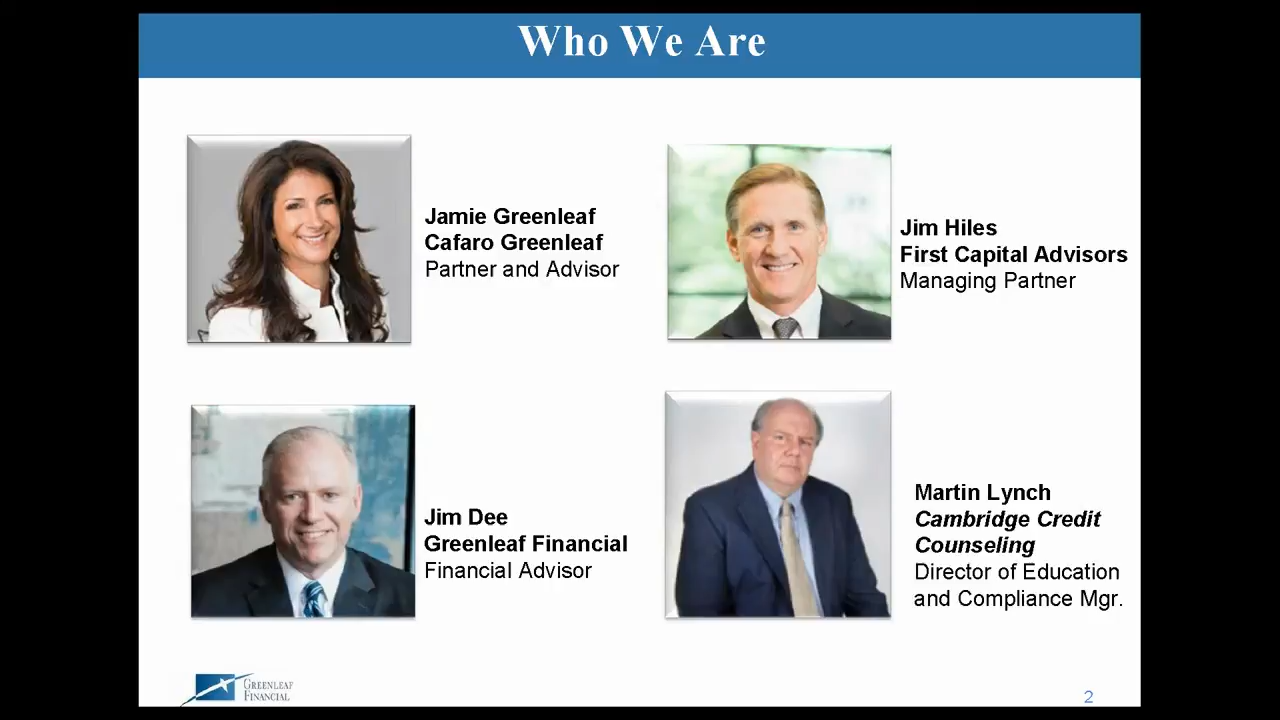 Who We Are
Jamie Greenleaf
Cafaro Greenleaf
Partner and Advisor
Jim Hiles
First Capital Advisors
Managing Partner
Jim Dee
Greenleaf Financial
Financial Advisor
Martin Lynch
Cambridge Credit
Counseling
Director of Education
and Compliance Mgr.
GREENLEAF
FINANCIAL
2